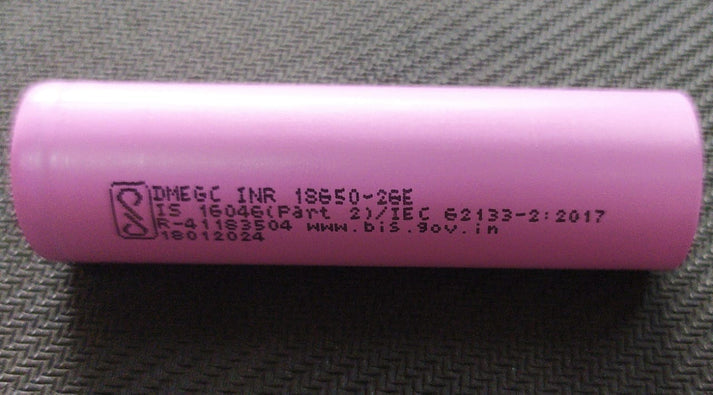 DMEGC INR 18650-26E
IS 16046(Part 2)/IEC 62133-2:2017
R-41183504 www.bis.gov.in
18012024